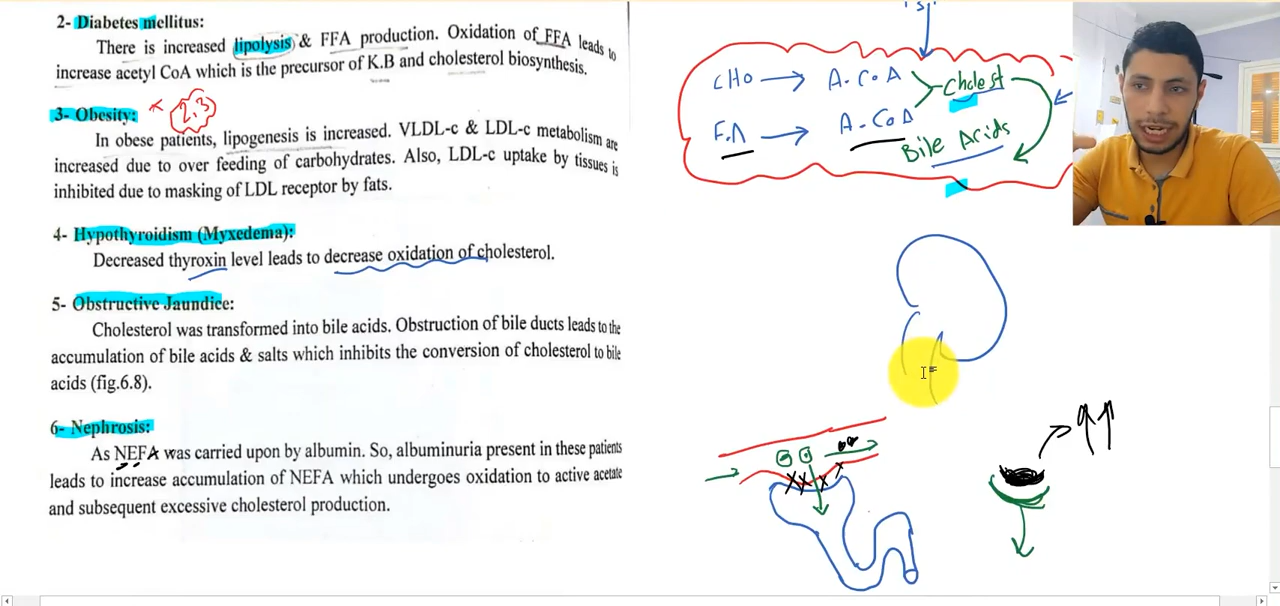 2- Diabetes mellitus:
There is increased lipolysis & FFA production. Oxidation of FFA leads to
increase acetyl CoA which is the precursor of K.B and cholesterol biosynthesis.
3- Obesity:
2,3
In obese patients, lipogenesis is increased. VLDL-c & LDL-c metabolism are
increased due to over feeding of carbohydrates. Also, LDL-c uptake by tissues is
inhibited due to masking of LDL receptor by fats.
4- Hypothyroidism (Myxedema):
Decreased thyroxin level leads to decrease oxidation of cholesterol.
5- Obstructive Jaundice:
Cholesterol was transformed into bile acids. Obstruction of bile ducts leads to the
accumulation of bile acids & salts which inhibits the conversion of cholesterol to bile
acids (fig.6.8).
6- Nephrosis:
As NEFA was carried upon by albumin. So, albuminuria present in these patients
leads to increase accumulation of NEFA which undergoes oxidation to active acetate
and subsequent excessive cholesterol production.
CHO → A.CoA
Cholest
F.A → A.CoA
Bile Acids